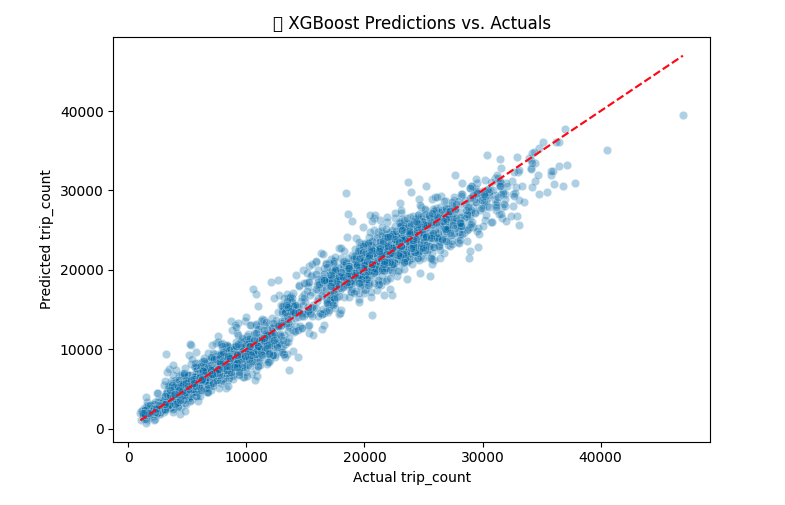 XGBoost Predictions vs. Actuals
Predicted trip_count
40000
30000
20000
10000
0
0 10000 20000 30000 40000
Actual trip_count